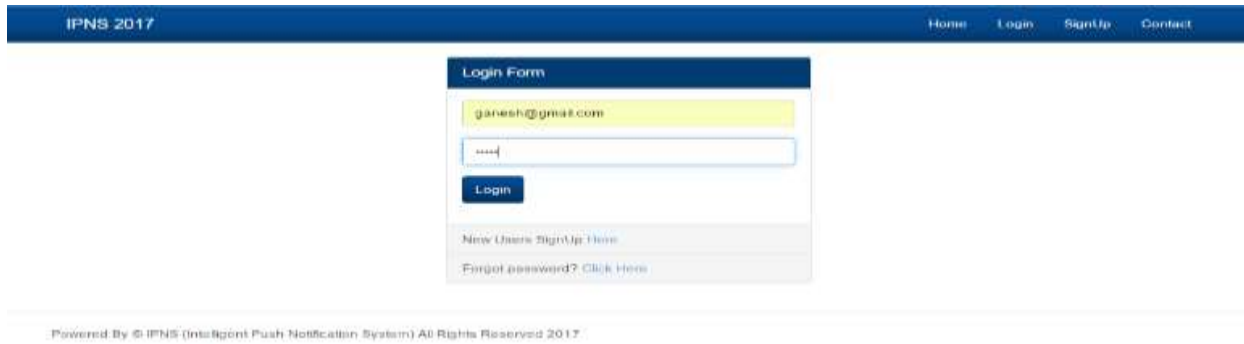 IPNS 2017 Home Login SignUp Contact
Login Form
ganesh@gmail.com
•••••
Login
New Users SignUp Here
Forgot password? Click Here
Powered By © IPNS (Intelligent Push Notification System) All Rights Reserved 2017